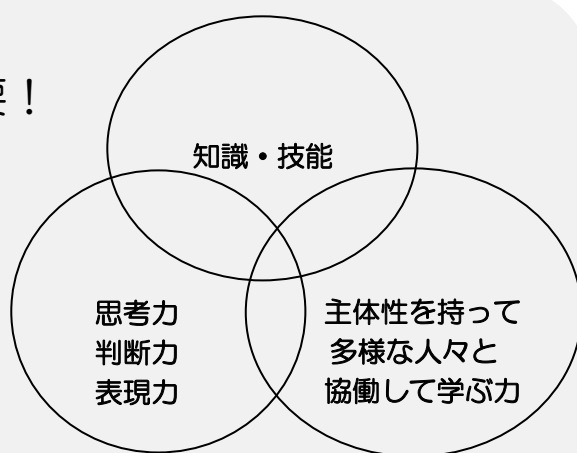 要！
知識・技能
思考力
判断力
表現力
主体性を持って
多様な人々と
協働して学ぶ力